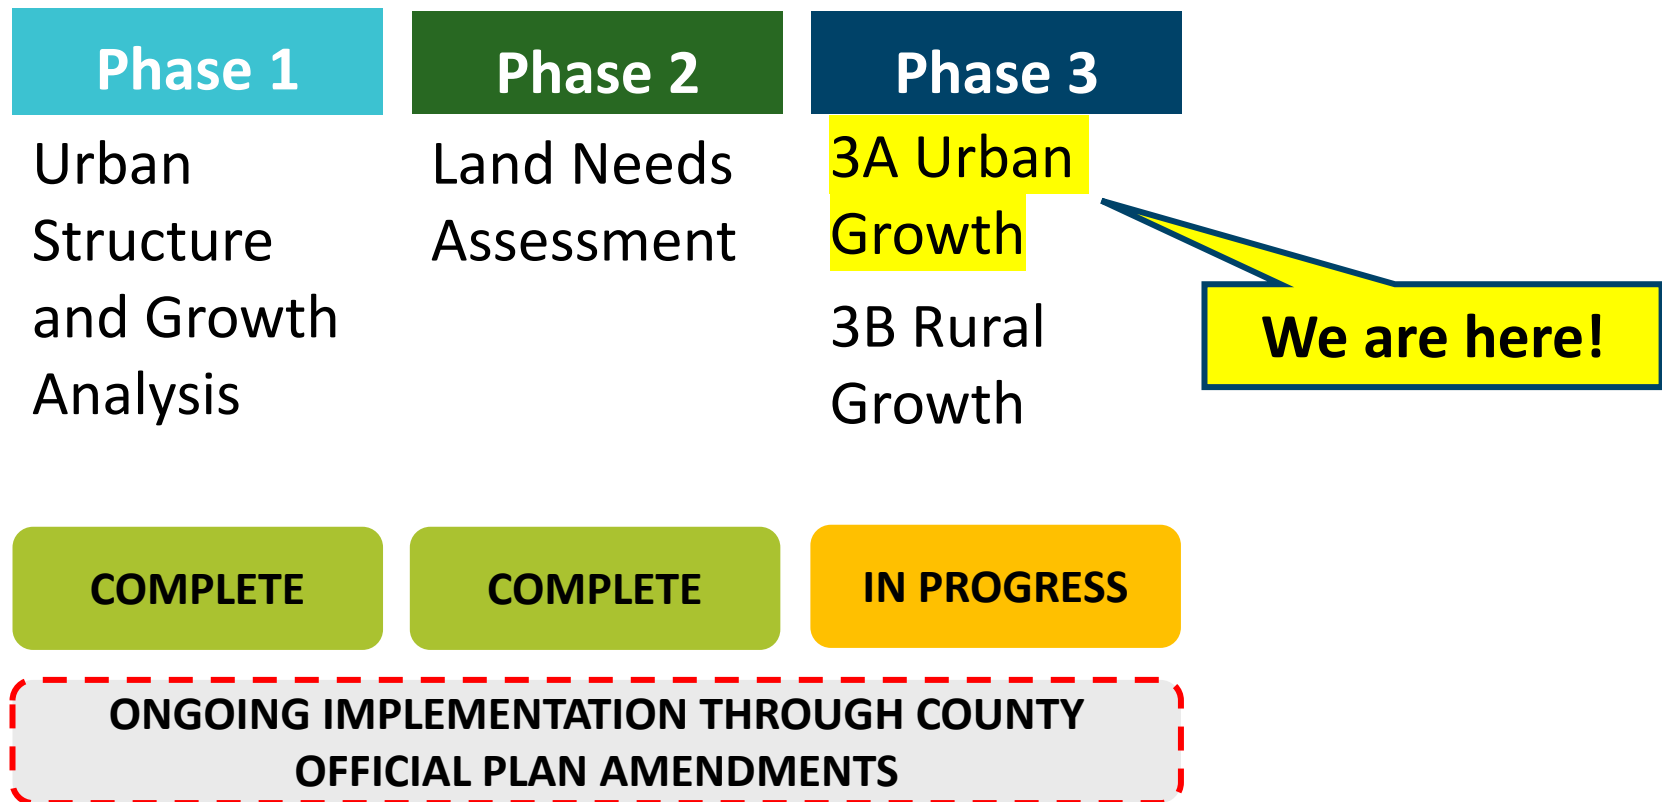 Phase 1
Urban
Structure
and Growth
Analysis
COMPLETE
Phase 2
Land Needs
Assessment
COMPLETE
Phase 3
3A Urban
Growth
3B Rural
Growth
IN PROGRESS
We are here!
ONGOING IMPLEMENTATION THROUGH COUNTY
OFFICIAL PLAN AMENDMENTS